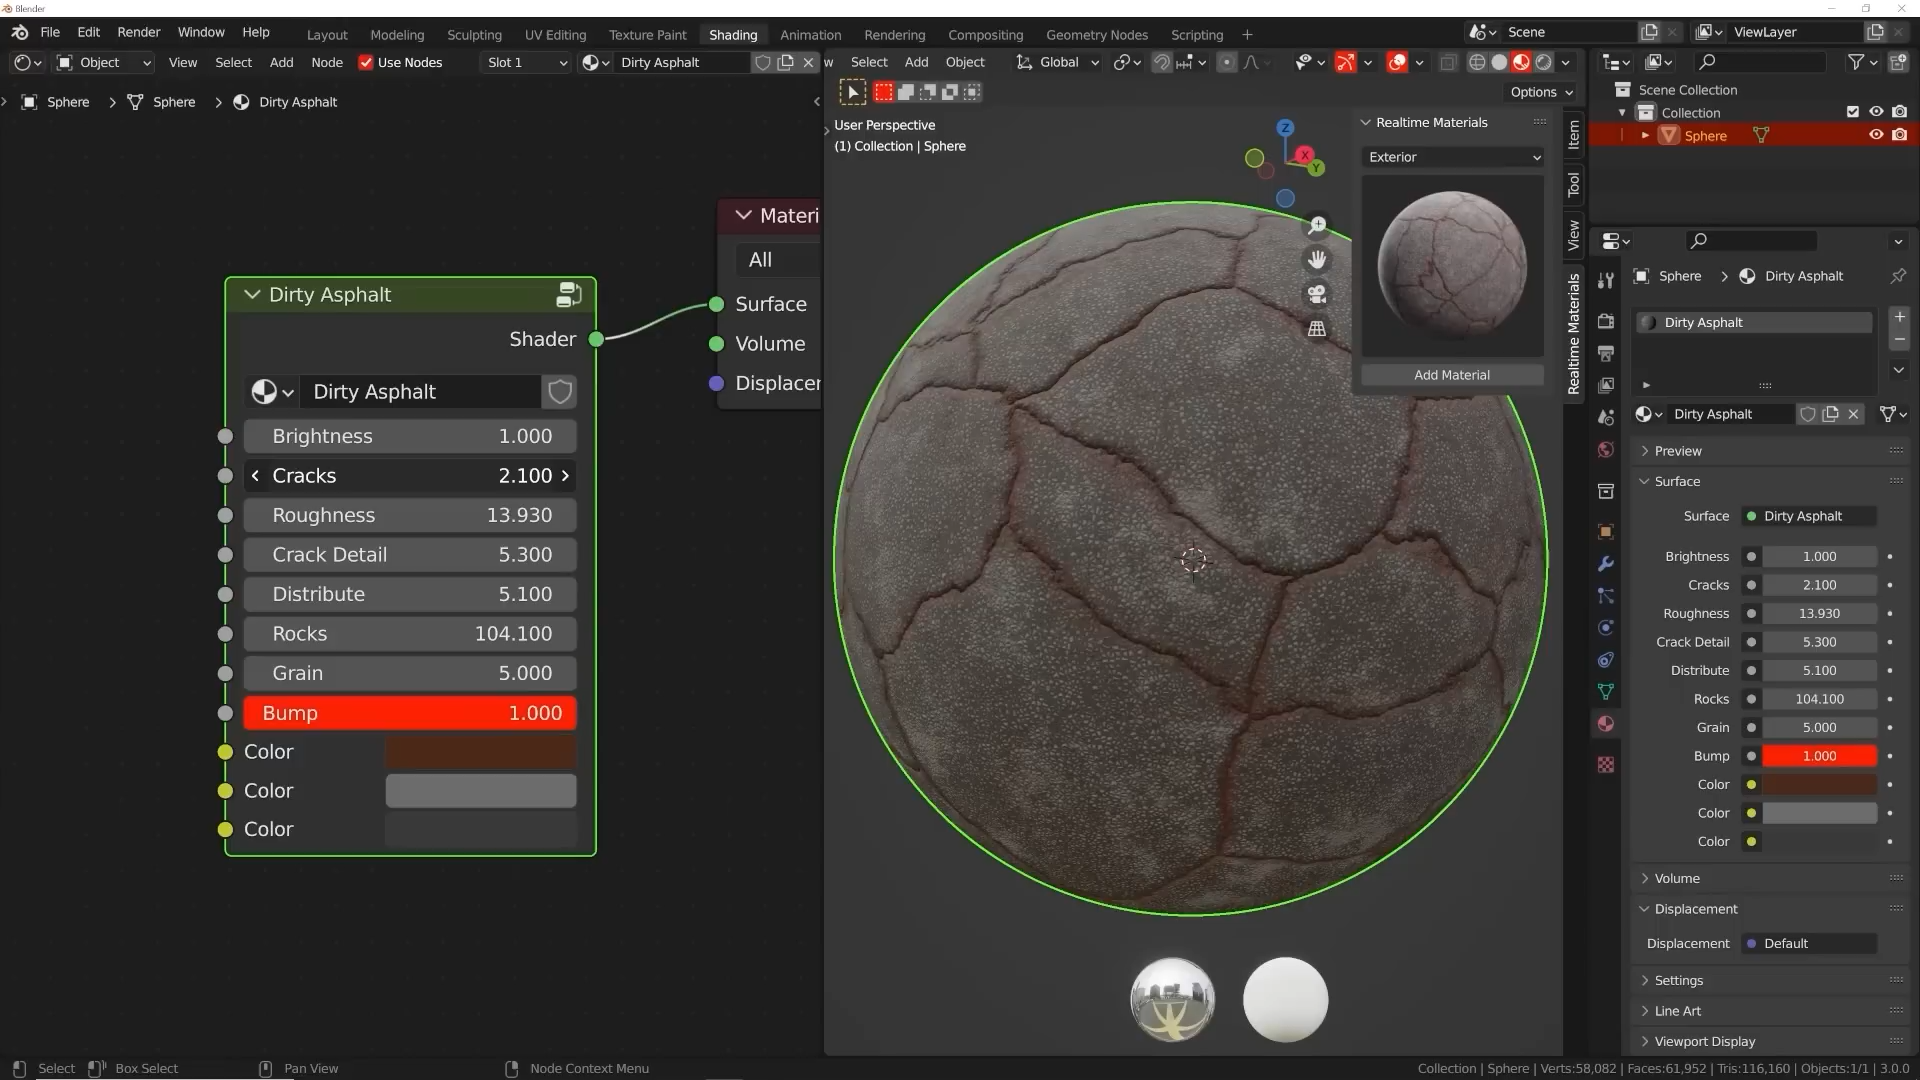 Blender
File Edit Render Window Help Layout Modeling Sculpting UV Editing Texture Paint Shading Animation Rendering Compositing Geometry Nodes Scripting + Scene ViewLayer
Object View Select Add Node Use Nodes Slot 1 Dirty Asphalt
w Select Add Object Global
Options
Sphere > Sphere > Dirty Asphalt
User Perspective
(1) Collection | Sphere
Z
X
Y
Materi
All
Surface
Volume
Displacer
Dirty Asphalt
Shader
Dirty Asphalt
Brightness 1.000
Cracks 2.100
Roughness 13.930
Crack Detail 5.300
Distribute 5.100
Rocks 104.100
Grain 5.000
Bump 1.000
Color
Color
Color
Realtime Materials
Exterior
Add Material
Item
Tool
View
Realtime Materials
Scene Collection
Collection
Sphere
Sphere > Dirty Asphalt
Dirty Asphalt
Dirty Asphalt
Preview
Surface
Surface Dirty Asphalt
Brightness 1.000
Cracks 2.100
Roughness 13.930
Crack Detail 5.300
Distribute 5.100
Rocks 104.100
Grain 5.000
Bump 1.000
Color
Color
Color
Volume
Displacement
Displacement Default
Settings
Line Art
Viewport Display
Select Box Select Pan View Node Context Menu
Collection | Sphere | Verts:58,082 | Faces:61,952 | Tris:116,160 | Objects:1/1 | 3.0.0